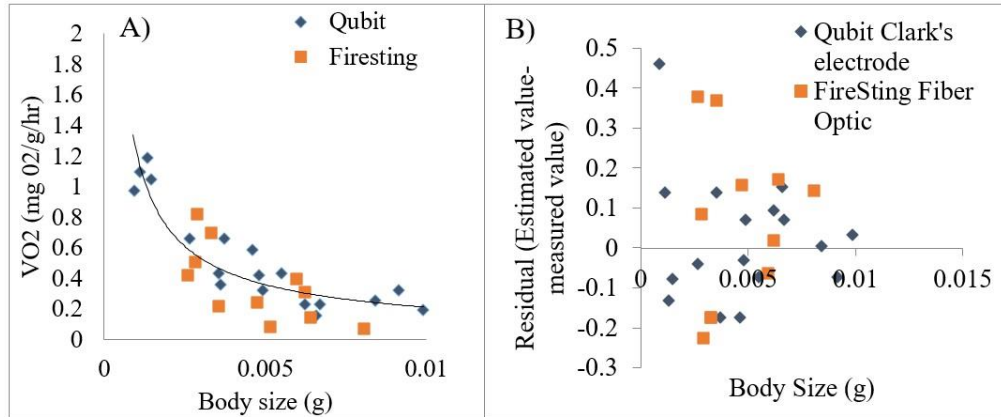 A)
Qubit
Firesting
2
1.8
1.6
1.4
1.2
1
0.8
0.6
0.4
0.2
0
VO2 (mg 02/g/hr)
0
0.005
0.01
Body size (g)
B)
Qubit Clark's
electrode
FireSting Fiber
Optic
0.5
0.4
0.3
0.2
0.1
0
-0.1
-0.2
-0.3
Residual (Estimated value-
measured value)
0
0.005
0.01
0.015
Body Size (g)